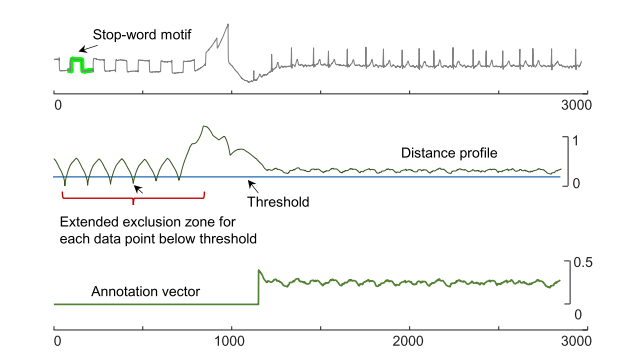 Stop-word motif
0
3000
1
Distance profile
0
Threshold
Extended exclusion zone for
each data point below threshold
0.5
Annotation vector
0
0
1000
2000
3000